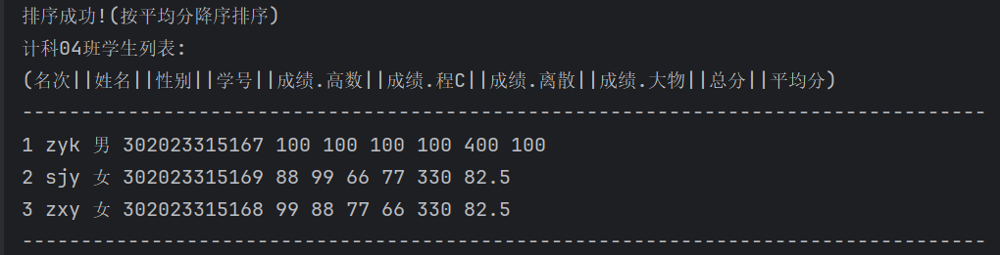 排序成功!(按平均分降序排序)
计科04班学生列表:
(名次||姓名||性别||学号||成绩.高数||成绩.程C||成绩.离散||成绩.大物||总分||平均分)
----------------------------------------------------------------------------------
1 zyk 男 302023315167 100 100 100 100 400 100
2 sjy 女 302023315169 88 99 66 77 330 82.5
3 zxy 女 302023315168 99 88 77 66 330 82.5
----------------------------------------------------------------------------------